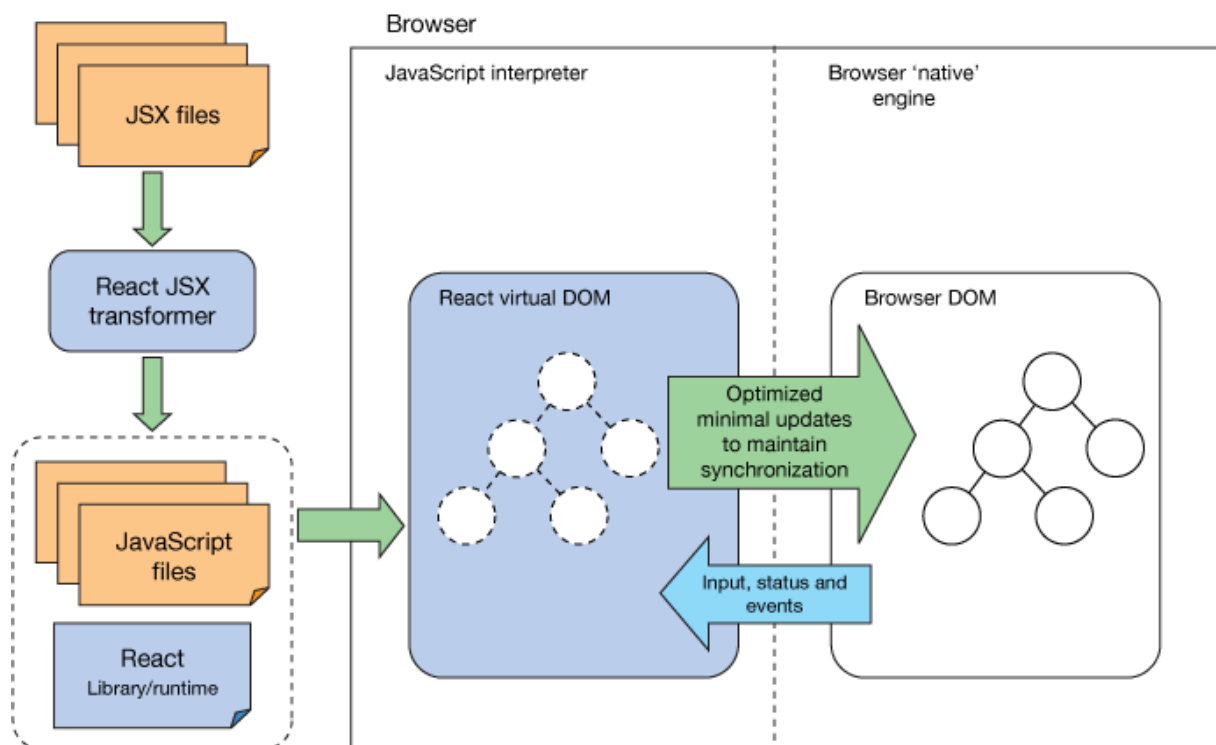 Browser
JSX files
JavaScript interpreter
Browser ‘native’
engine
React JSX
transformer
React virtual DOM
Browser DOM
Optimized
minimal updates
to maintain
synchronization
JavaScript
files
Input, status and
events
React
Library/runtime